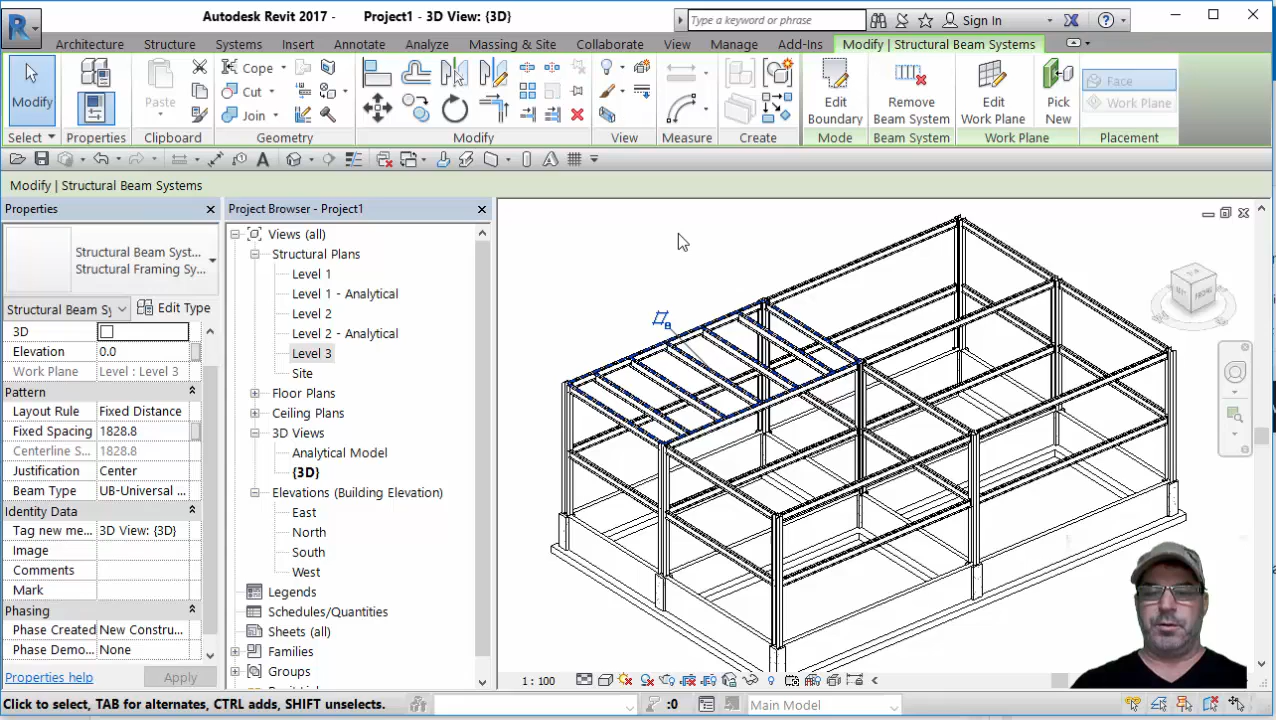 Autodesk Revit 2017 - Project1 - 3D View: {3D}
Type a keyword or phrase
Sign In
Architecture Structure Systems Insert Annotate Analyze Massing & Site Collaborate View Manage Add-Ins Modify | Structural Beam Systems
Modify
Paste
Cope
Cut
Join
Edit Boundary
Remove Beam System
Edit Work Plane
Pick New
Face
Work Plane
Select Properties Clipboard Geometry Modify View Measure Create Mode Beam System Work Plane Placement
Modify | Structural Beam Systems
Properties
Structural Beam Syst...
Structural Framing Sy...
Structural Beam Sy
Edit Type
3D
Elevation 0.0
Work Plane Level : Level 3
Pattern
Layout Rule Fixed Distance
Fixed Spacing 1828.8
Centerline S... 1828.8
Justification Center
Beam Type UB-Universal ...
Identity Data
Tag new me... 3D View: {3D}
Image
Comments
Mark
Phasing
Phase Created New Constru...
Phase Demo... None
Properties help
Apply
Project Browser - Project1
Views (all)
Structural Plans
Level 1
Level 1 - Analytical
Level 2
Level 2 - Analytical
Level 3
Site
Floor Plans
Ceiling Plans
3D Views
Analytical Model
{3D}
Elevations (Building Elevation)
East
North
South
West
Legends
Schedules/Quantities
Sheets (all)
Families
Groups
1 : 100
Click to select, TAB for alternates, CTRL adds, SHIFT unselects.
:0
Main Model